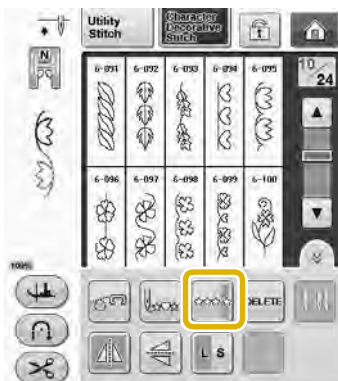 Utility
Stitch
Character
Decorative
Stitch
N
10
24
6-091 6-092 6-093 6-094 6-095
6-096 6-097 6-098 6-099 6-100
100%
DELETE
L S